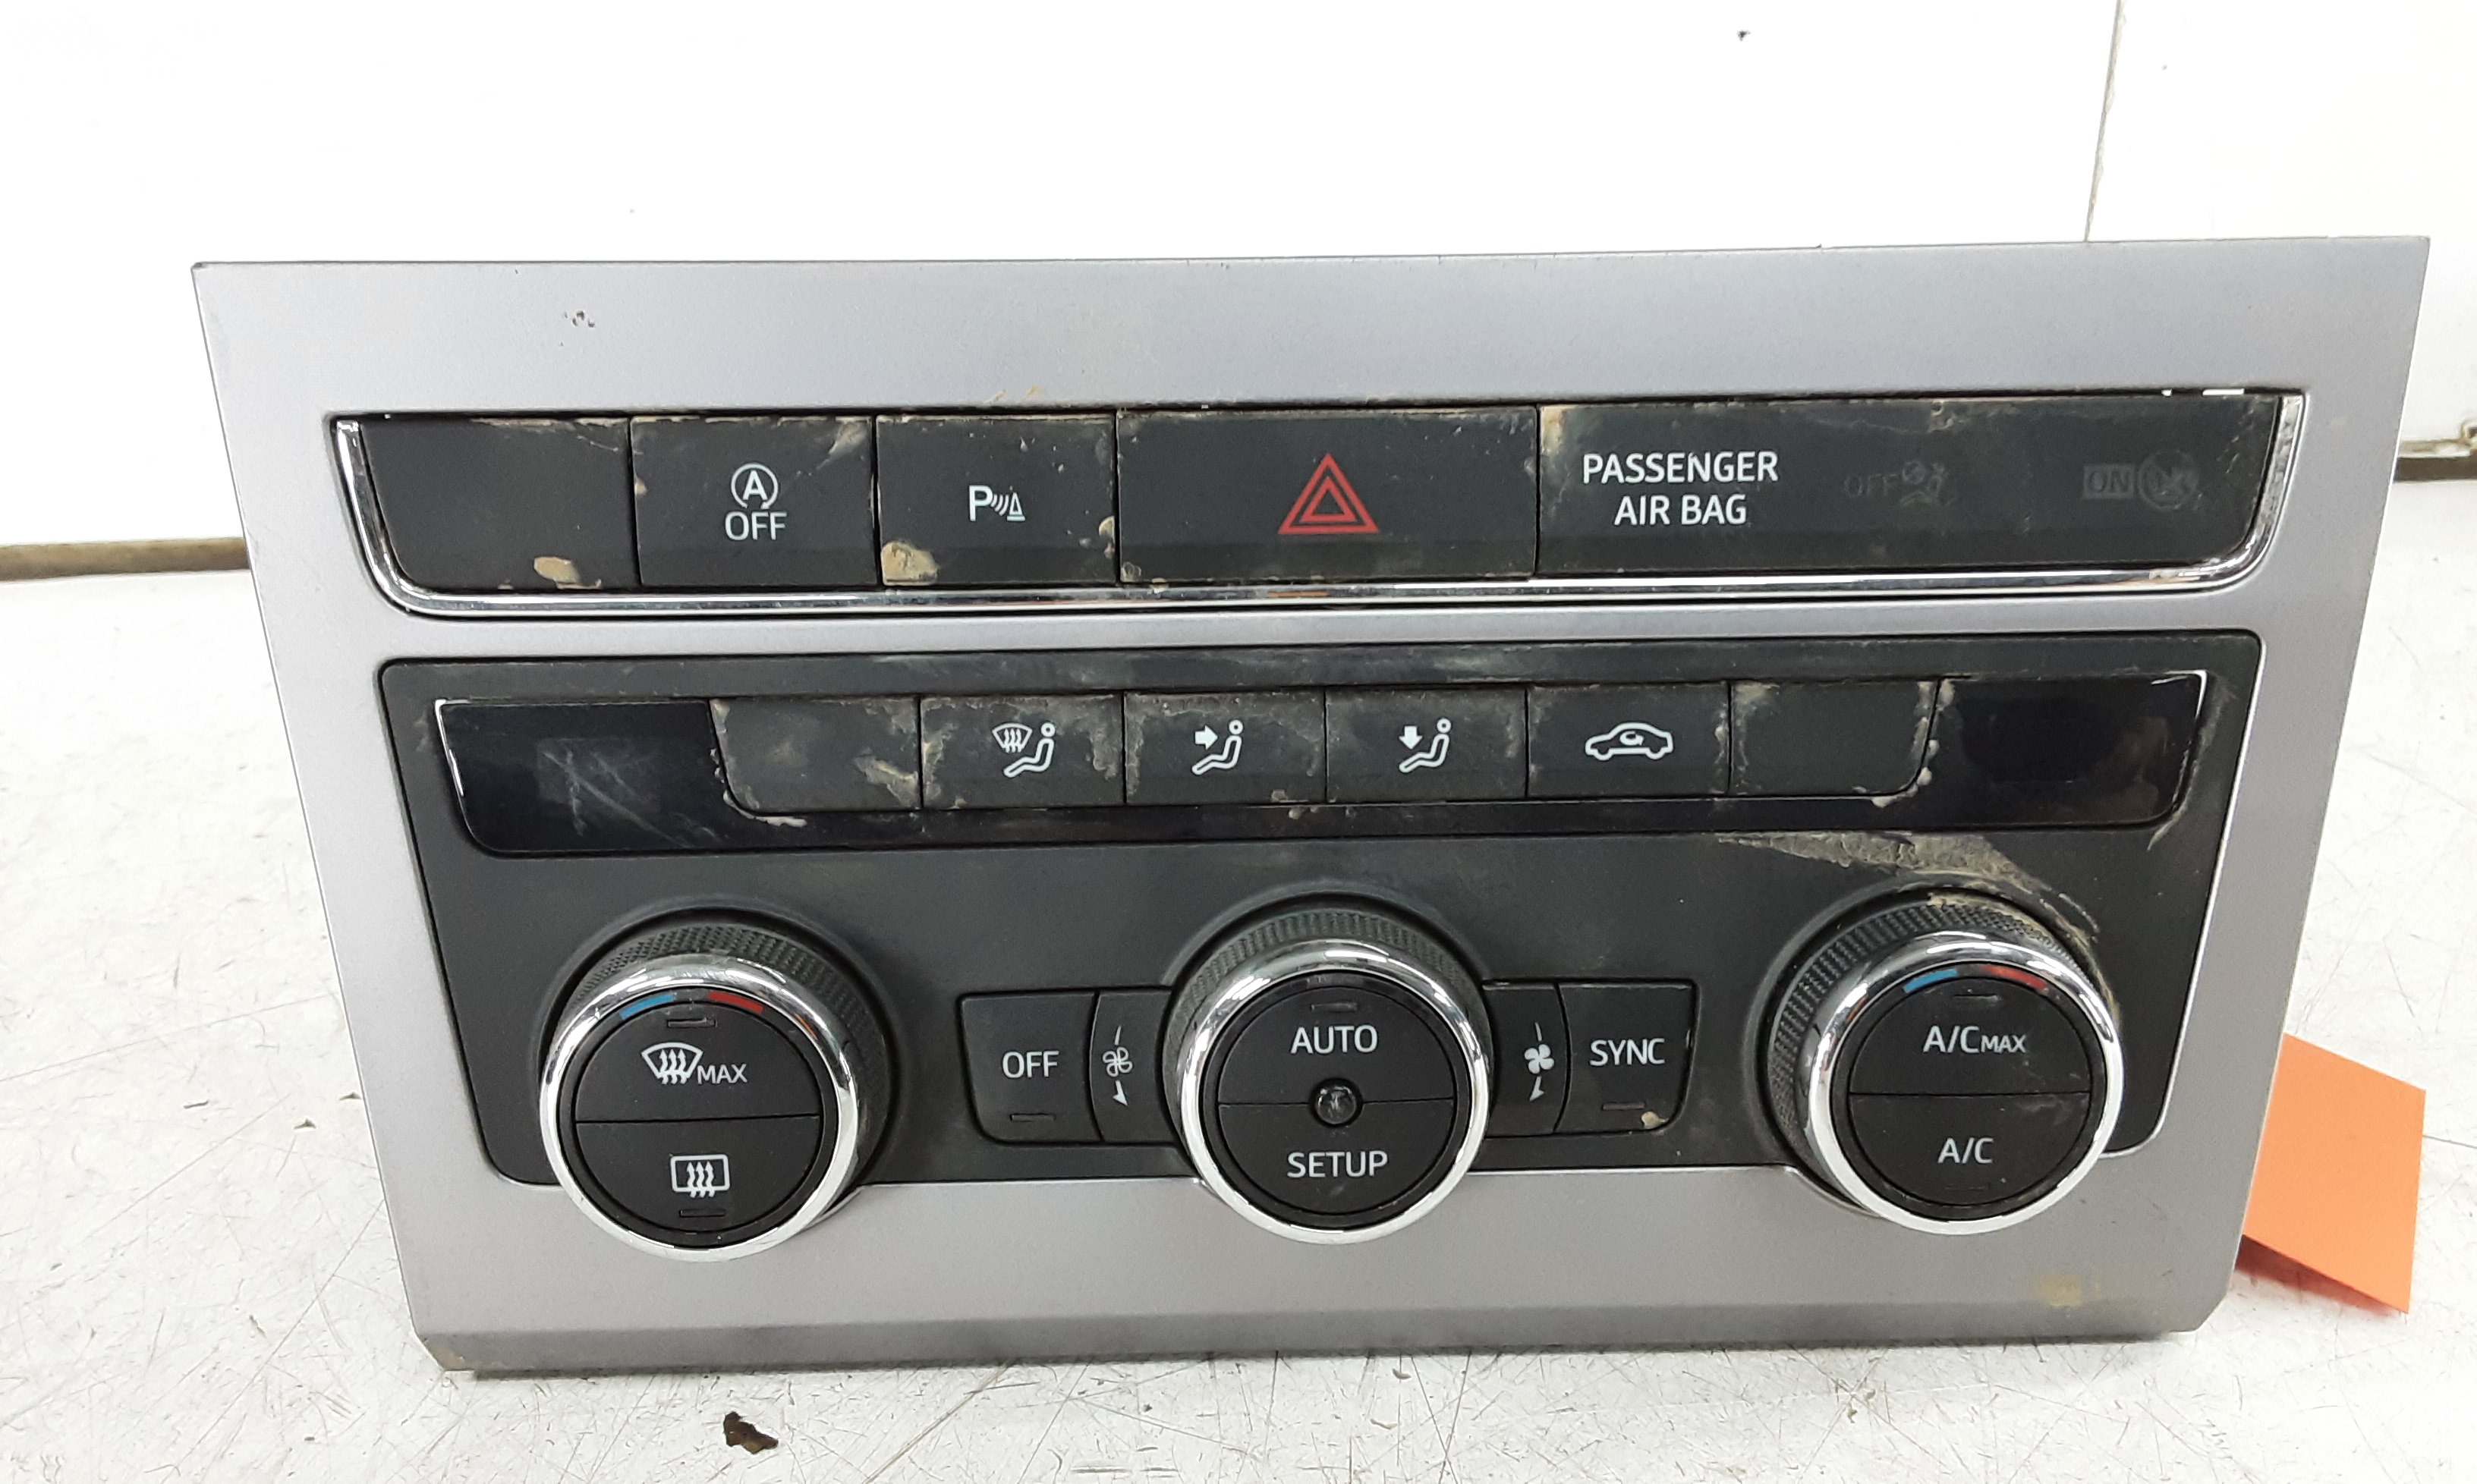 A
OFF
P
PASSENGER
AIR BAG
OFF
ON
MAX
OFF
AUTO
SETUP
SYNC
A/CMAX
A/C